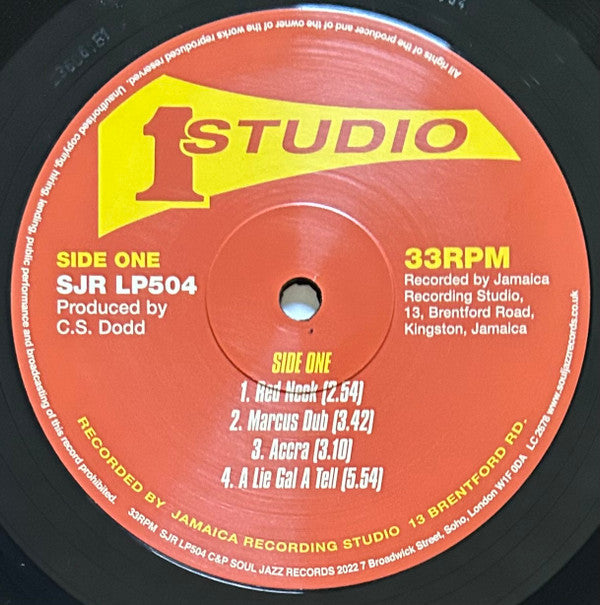 1 STUDIO
SIDE ONE
SJR LP504
Produced by
C.S. Dodd
33RPM
Recorded by Jamaica
Recording Studio,
13, Brentford Road,
Kingston, Jamaica
SIDE ONE
1. Red Neck (2.54)
2. Marcus Dub (3.42)
3. Accra (3.10)
4. A Lie Gal A Tell (5.54)
RECORDED BY JAMAICA RECORDING STUDIO 13 BRENTFORD RD.
All rights of the producer and of the owner of the works reproduced reserved. Unauthorised copying, hiring, lending, public performance and broadcasting of this record prohibited.
33RPM SJR LP504 C&P SOUL JAZZ RECORDS 2022 7 Broadwick Street, Soho, London W1F 0DA LC 2678 www.souljazzrecords.co.uk